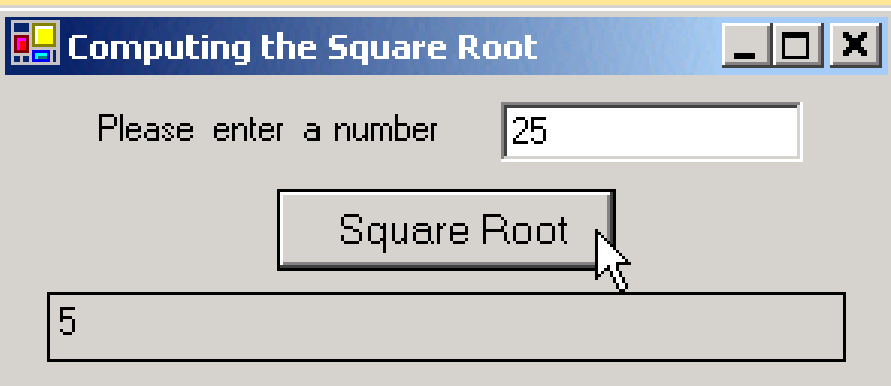 Computing the Square Root
Please enter a number 25
Square Root
5